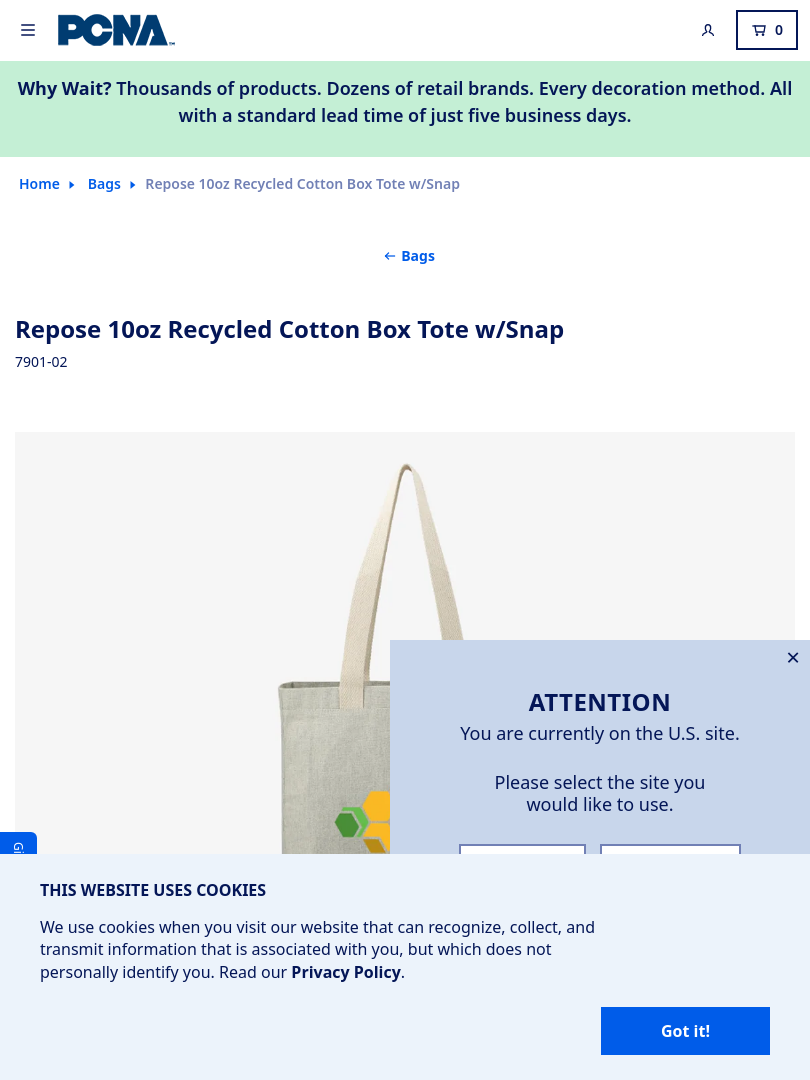 PCNA
0
Why Wait? Thousands of products. Dozens of retail brands. Every decoration method. All
with a standard lead time of just five business days.
Home
Bags
Repose 10oz Recycled Cotton Box Tote w/Snap
← Bags
Repose 10oz Recycled Cotton Box Tote w/Snap
7901-02
ATTENTION
You are currently on the U.S. site.
Please select the site you
would like to use.
THIS WEBSITE USES COOKIES
We use cookies when you visit our website that can recognize, collect, and
transmit information that is associated with you, but which does not
personally identify you. Read our Privacy Policy.
Got it!